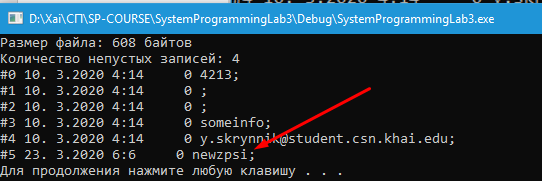 D:\Xai\СП\SP-COURSE\SystemProgrammingLab3\Debug\SystemProgrammingLab3.exe
Размер файла: 608 байтов
Количество непустых записей: 4
#0 10. 3.2020 4:14     0 4213;
#1 10. 3.2020 4:14     0 ;
#2 10. 3.2020 4:14     0 ;
#3 10. 3.2020 4:14     0 someinfo;
#4 10. 3.2020 4:14     0 y.skrynnik@student.csn.khai.edu;
#5 23. 3.2020 6:6     0 newzpsi;
Для продолжения нажмите любую клавишу . . .